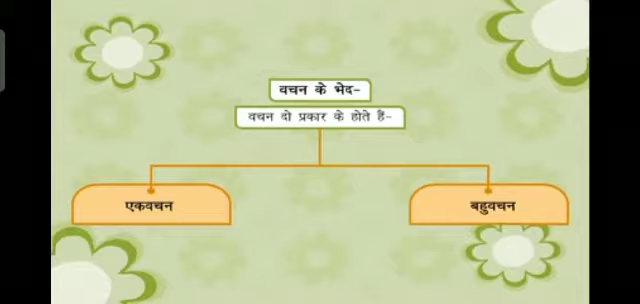 वचन के भेद-
वचन दो प्रकार के होते हैं-
एकवचन
बहुवचन